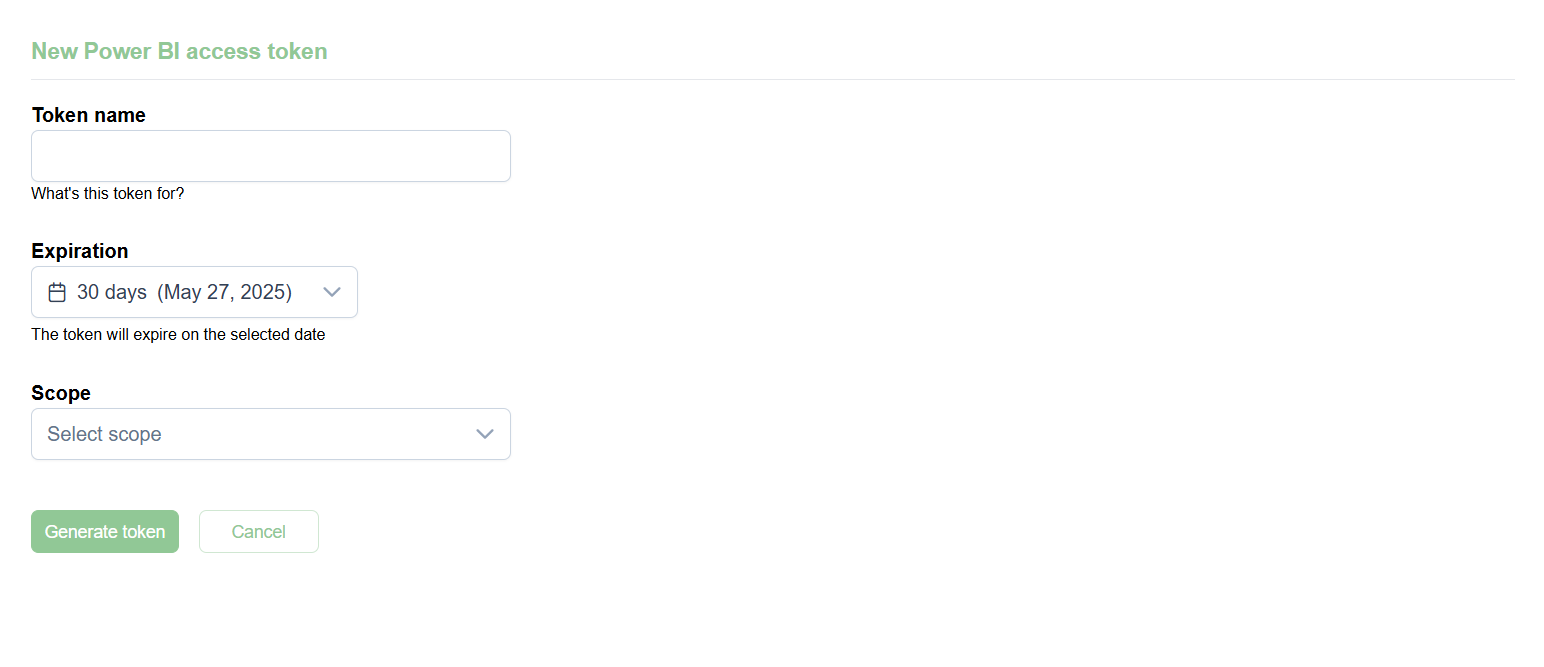 New Power BI access token
Token name
What's this token for?
Expiration
30 days (May 27, 2025)
The token will expire on the selected date
Scope
Select scope
Generate token Cancel